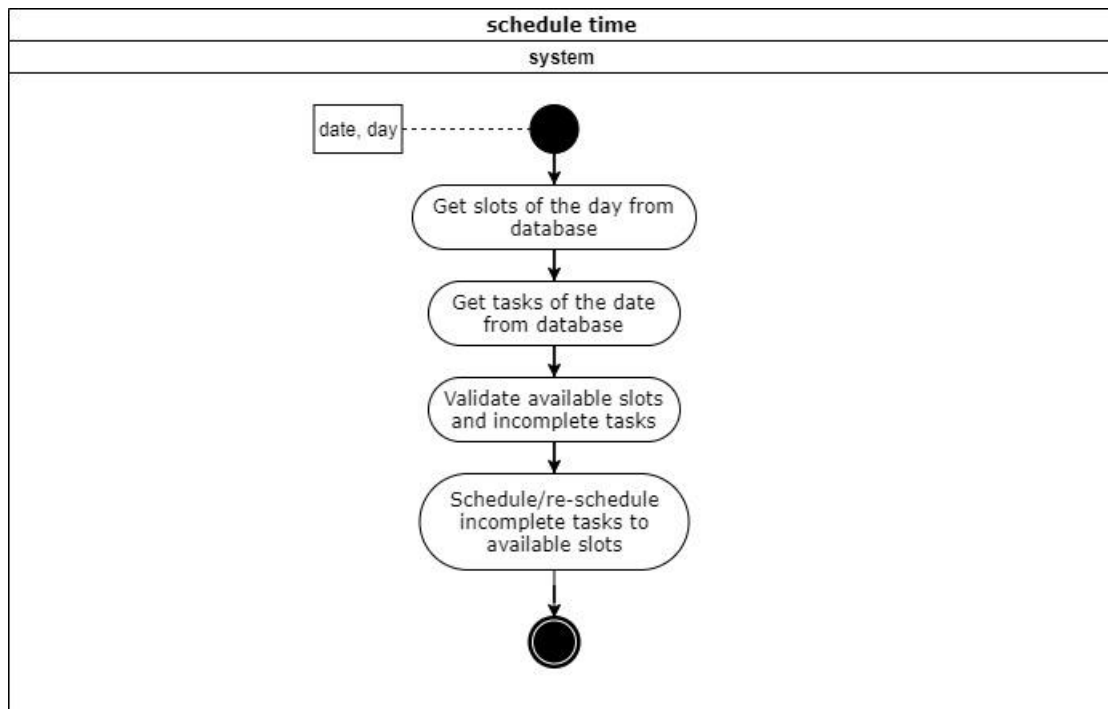 schedule time
system
date, day
Get slots of the day from
database
Get tasks of the date
from database
Validate available slots
and incomplete tasks
Schedule/re-schedule
incomplete tasks to
available slots